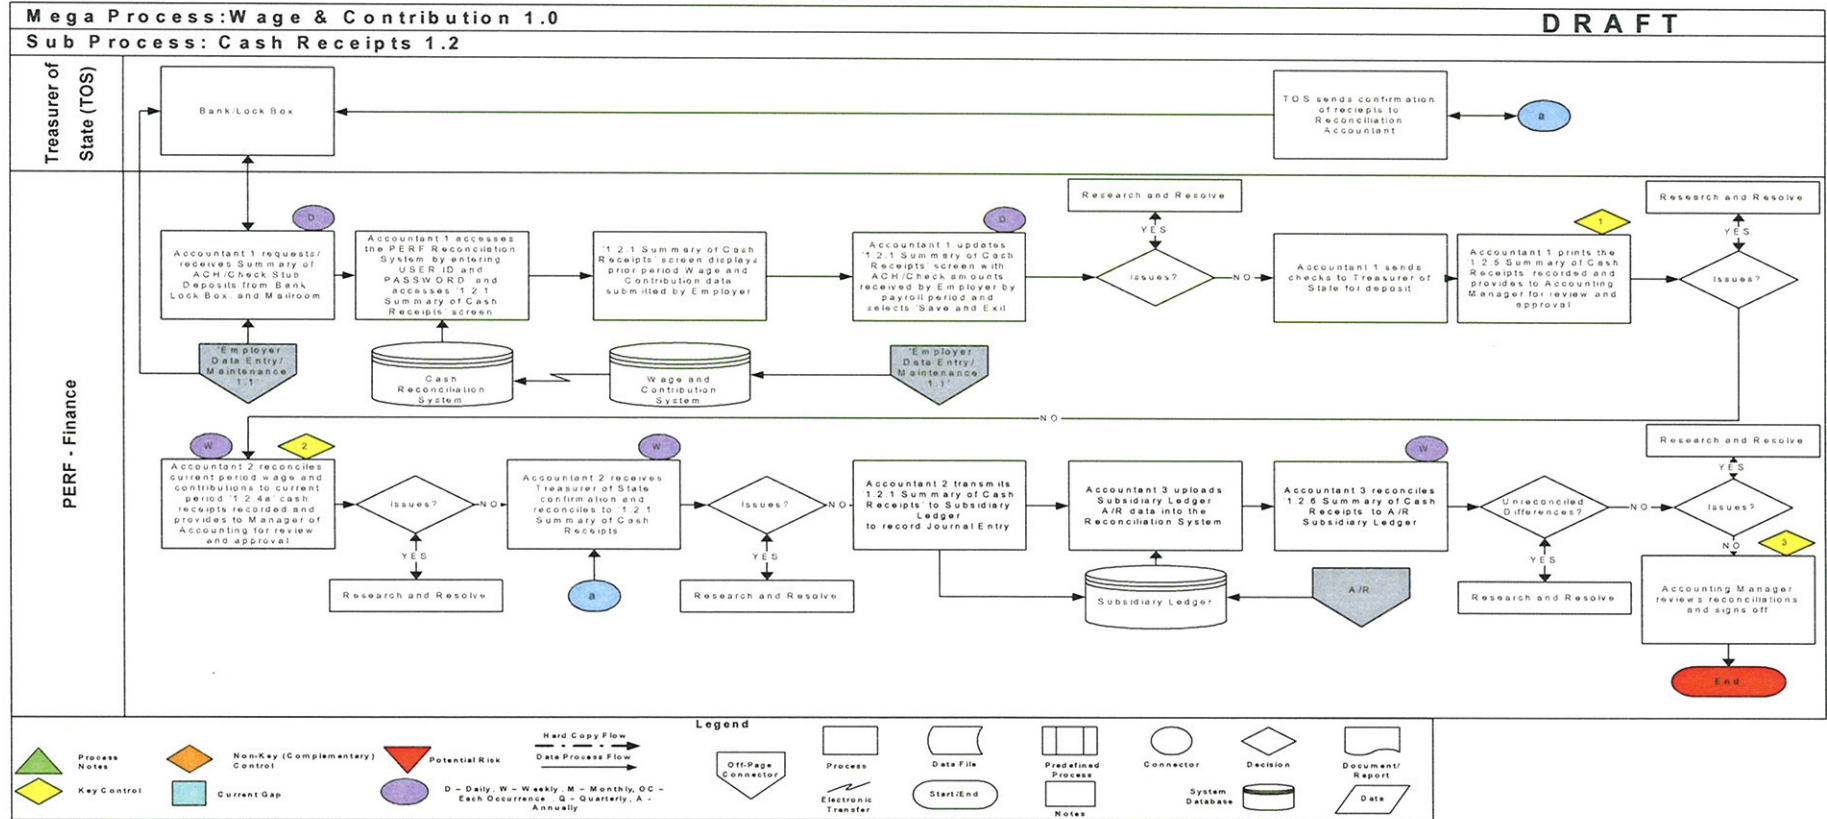 Mega Process:Wage & Contribution 1.0
DRAFT
Sub Process: Cash Receipts 1.2
Treasurer of
State (TOS)
Bank/Lock Box
TOS sends confirmation
of reciepts to
Reconciliation
Accountant
a
PERF - Finance
D
Accountant 1 requests/
receives Summary of
ACH/Check Stub
Deposits from Bank
Lock Box, and Mailroom
Accountant 1 accesses
the PERF Reconcilation
System by entering
USER ID and
PASSWORD and
accesses '1.2.1
Summary of Cash
Receipts' screen
'1.2.1 Summary of Cash
Receipts' screen displays
prior period Wage and
Contribution data
submitted by Employer
D
Accountant 1 updates
'1.2.1 Summary of Cash
Receipts' screen with
ACH/Check amounts
received by Employer by
payroll period and
selects 'Save and Exit'
Research and Resolve
YES
Issues?
NO
Accountant 1 sends
checks to Treasurer of
State for deposit
1
Accountant 1 prints the
'1.2.5 Summary of Cash
Receipts' recorded and
provides to Accounting
Manager for review and
approval
Research and Resolve
YES
Issues?
'Employer
Data Entry/
Maintenance
1.1'
Cash
Reconciliation
System
Wage and
Contribution
System
'Employer
Data Entry/
Maintenance
1.1'
NO
W
2
Accountant 2 reconciles
current period wage and
contributions to current
period '1.2.4a' cash
receipts recorded and
provides to Manager of
Accounting for review
and approval
Issues?
NO
YES
Research and Resolve
W
Accountant 2 receives
Treasurer of State
confirmation and
reconciles to '1.2.1
Summary of Cash
Receipts
a
Issues?
NO
YES
Research and Resolve
Accountant 2 transmits
1.2.1 Summary of Cash
Receipts' to Subsidiary
Ledger
to record Journal Entry
Accountant 3 uploads
Subsidiary Ledger
A/R data into the
Reconciliation System
Subsidiary Ledger
W
Accountant 3 reconciles
'1.2.6 Summary of Cash
Receipts' to A/R
Subsidiary Ledger
A/R
Unreconciled
Differences?
NO
YES
Research and Resolve
Research and Resolve
YES
Issues?
NO
3
Accounting Manager
reviews reconciliations
and signs off
End
Legend
Process
Notes
Non-Key (Complementary)
Control
Potential Risk
Hard Copy Flow
Data Process Flow
Key Control
Current Gap
D – Daily, W – Weekly, M – Monthly, OC –
Each Occurrence, Q – Quarterly, A -
Annually
Off-Page
Connector
Process
Data File
Predefined
Process
Connector
Decision
Document/
Report
Electronic
Transfer
Start/End
Notes
System
Database
Data